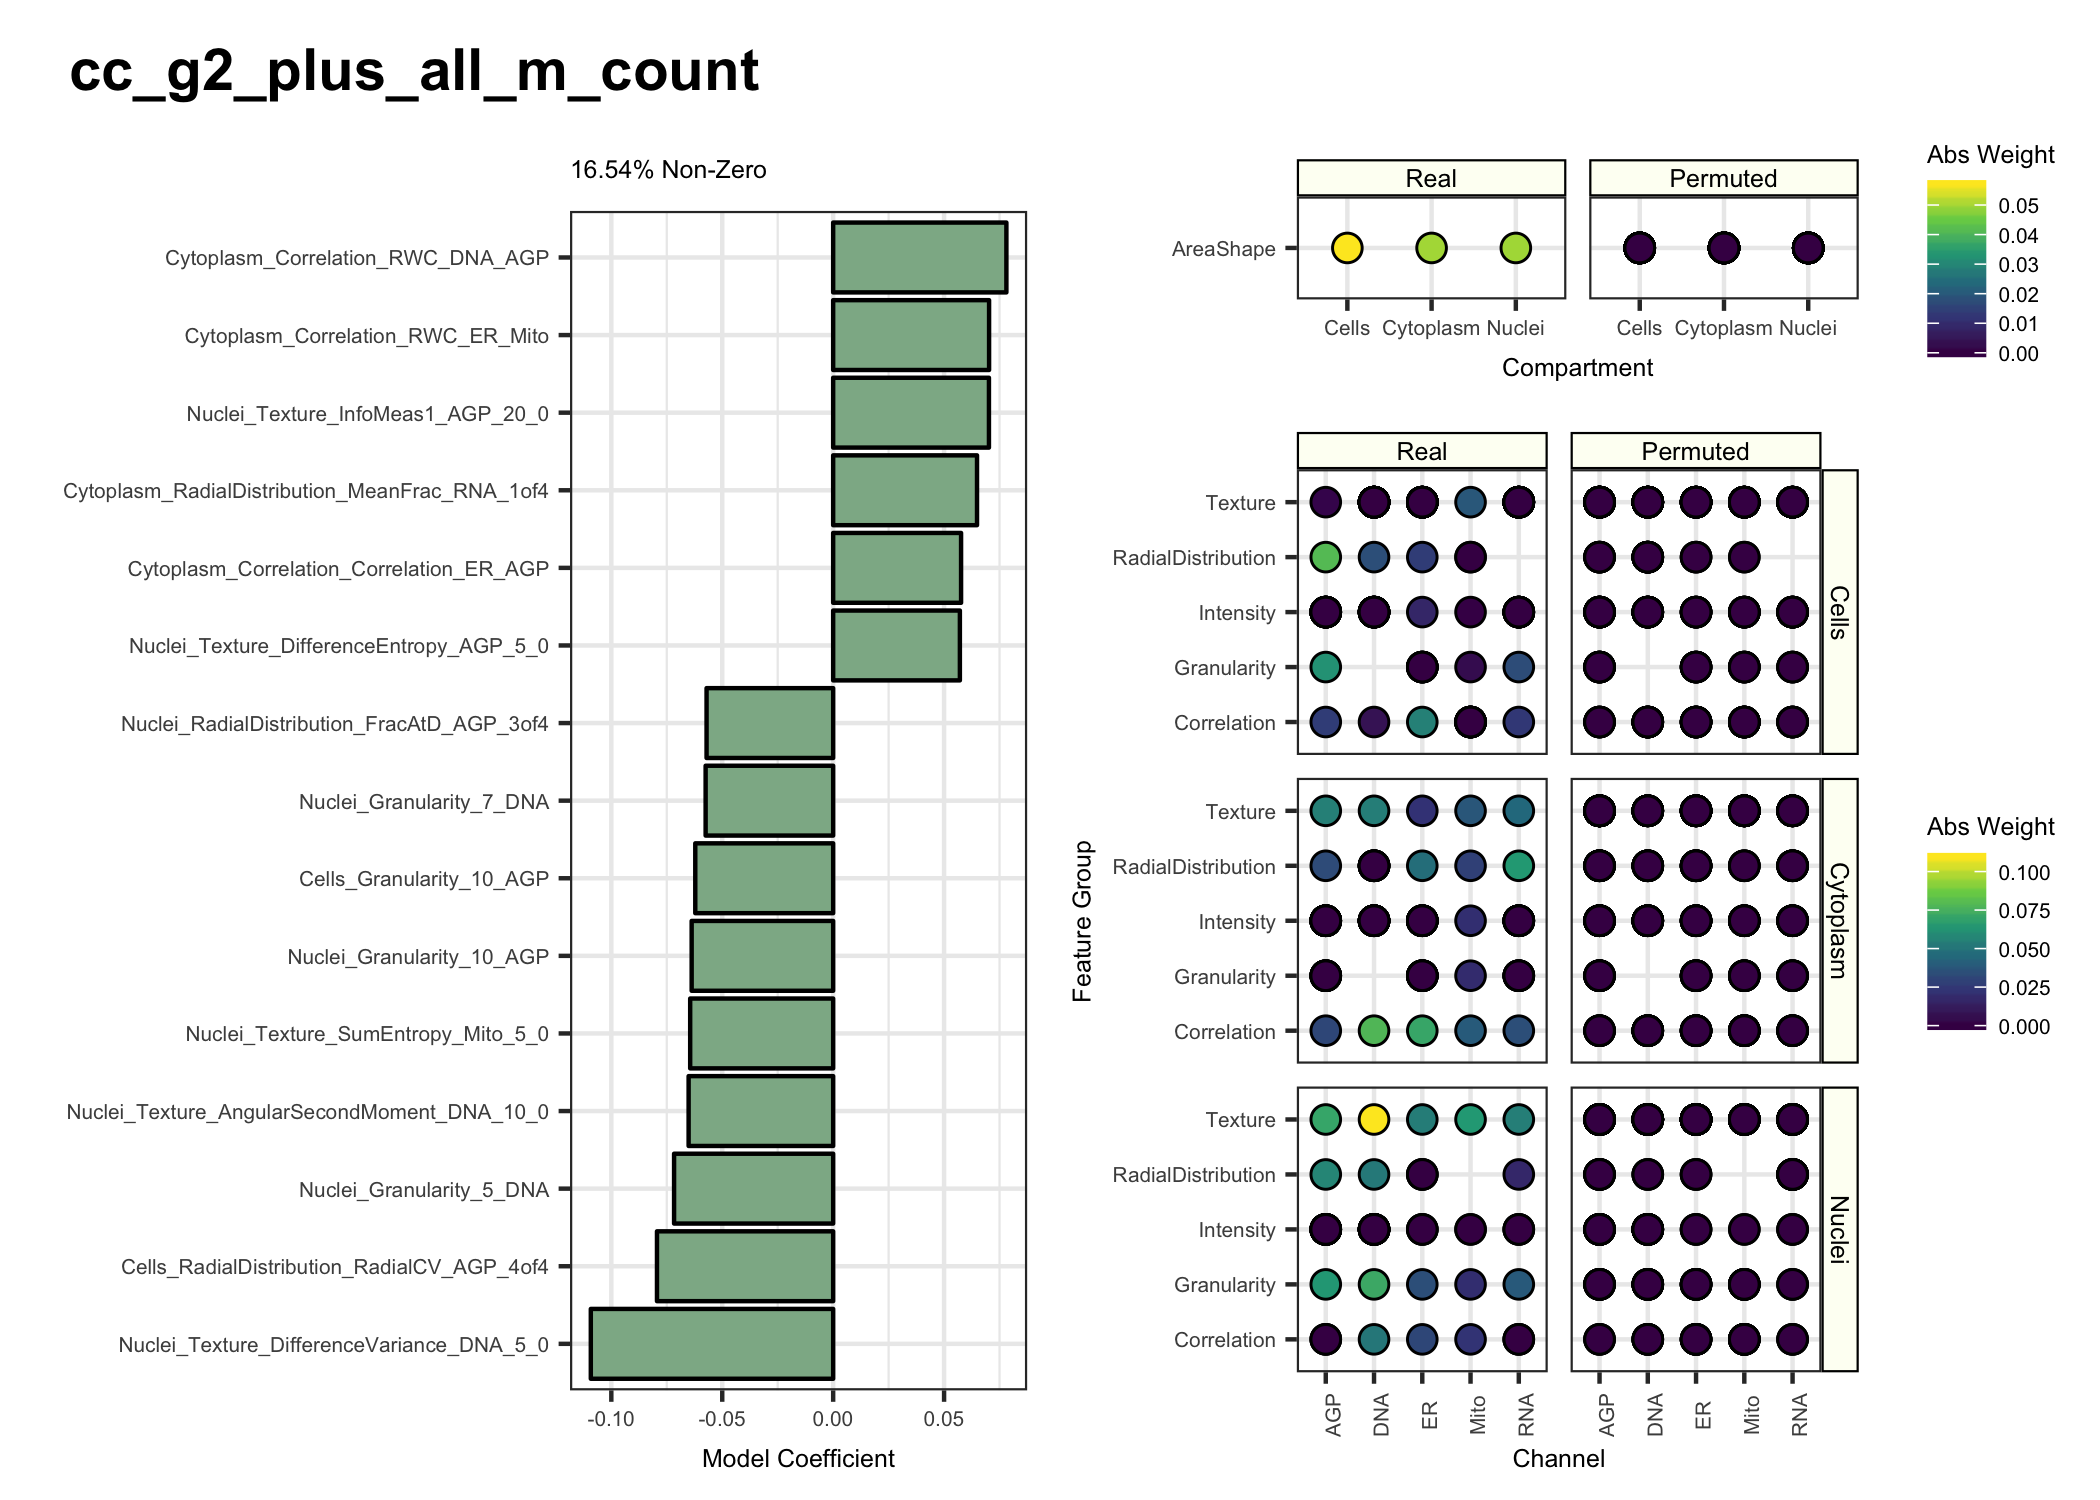 cc_g2_plus_all_m_count
16.54% Non-Zero
Cytoplasm_Correlation_RWC_DNA_AGP
Cytoplasm_Correlation_RWC_ER_Mito
Nuclei_Texture_InfoMeas1_AGP_20_0
Cytoplasm_RadialDistribution_MeanFrac_RNA_1of4
Cytoplasm_Correlation_Correlation_ER_AGP
Nuclei_Texture_DifferenceEntropy_AGP_5_0
Nuclei_RadialDistribution_FracAtD_AGP_3of4
Nuclei_Granularity_7_DNA
Cells_Granularity_10_AGP
Nuclei_Granularity_10_AGP
Nuclei_Texture_SumEntropy_Mito_5_0
Nuclei_Texture_AngularSecondMoment_DNA_10_0
Nuclei_Granularity_5_DNA
Cells_RadialDistribution_RadialCV_AGP_4of4
Nuclei_Texture_DifferenceVariance_DNA_5_0
-0.10 -0.05 0.00 0.05
Model Coefficient
Real Permuted
AreaShape
Cells Cytoplasm Nuclei Cells Cytoplasm Nuclei
Compartment
Abs Weight
0.05
0.04
0.03
0.02
0.01
0.00
Real Permuted
Feature Group
Texture
RadialDistribution
Intensity
Granularity
Correlation
Cells
Texture
RadialDistribution
Intensity
Granularity
Correlation
Cytoplasm
Texture
RadialDistribution
Intensity
Granularity
Correlation
Nuclei
AGP DNA ER Mito RNA AGP DNA ER Mito RNA
Channel
Abs Weight
0.100
0.075
0.050
0.025
0.000